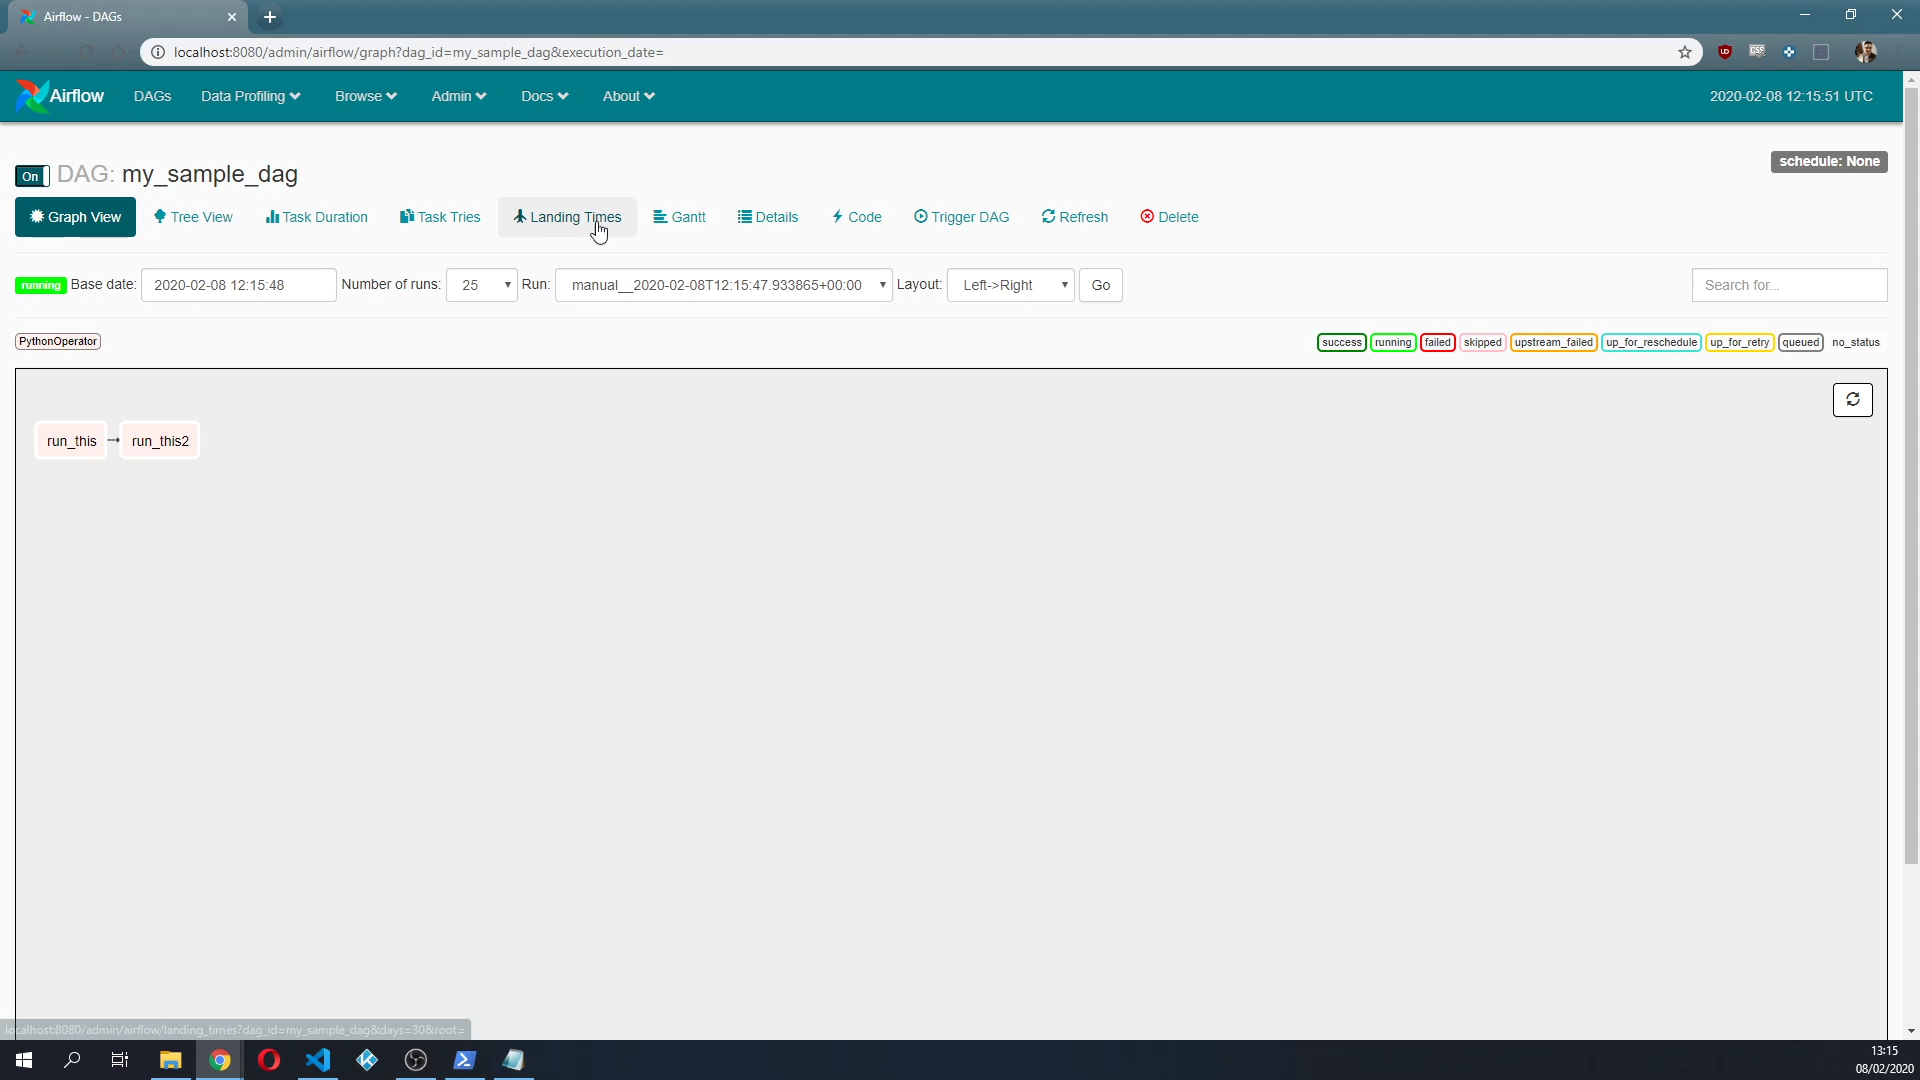 Airflow - DAGs
localhost:8080/admin/airflow/graph?dag_id=my_sample_dag&execution_date=
Airflow DAGs Data Profiling Browse Admin Docs About 2020-02-08 12:15:51 UTC
schedule: None
On DAG: my_sample_dag
Graph View Tree View Task Duration Task Tries Landing Times Gantt Details Code Trigger DAG Refresh Delete
running Base date: 2020-02-08 12:15:48 Number of runs: 25 Run: manual__2020-02-08T12:15:47.933865+00:00 Layout: Left->Right Go Search for...
PythonOperator success running failed skipped upstream_failed up_for_reschedule up_for_retry queued no_status
run_this run_this2
localhost:8080/admin/airflow/landing_times?dag_id=my_sample_dag&days=30&root=
13:15
08/02/2020